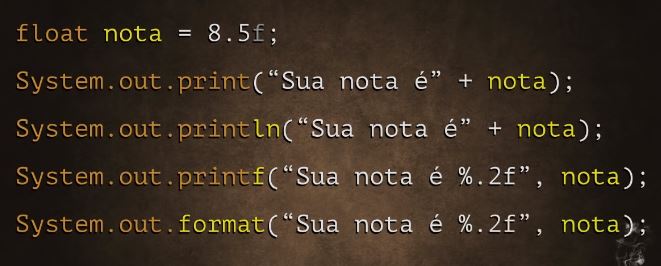 float nota = 8.5f;
System.out.print(“Sua nota é” + nota);
System.out.println(“Sua nota é” + nota);
System.out.printf(“Sua nota é %.2f”, nota);
System.out.format(“Sua nota é %.2f”, nota);